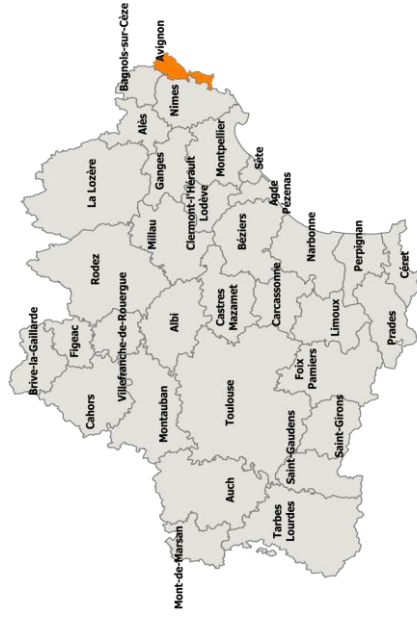 Brive-la-Gaillarde
Figeac
Cahors
Villefranche-de-Rouergue
Rodez
La Lozère
Bagnols-sur-Cèze
Avignon
Alès
Nîmes
Ganges
Millau
Montauban
Albi
Clermont-l'Hérault
Lodève
Montpellier
Sète
Mont-de-Marsan
Auch
Toulouse
Castres
Mazamet
Béziers
Agde
Pézenas
Carcassonne
Narbonne
Tarbes
Lourdes
Saint-Gaudens
Saint-Girons
Foix
Pamiers
Limoux
Perpignan
Prades
Céret